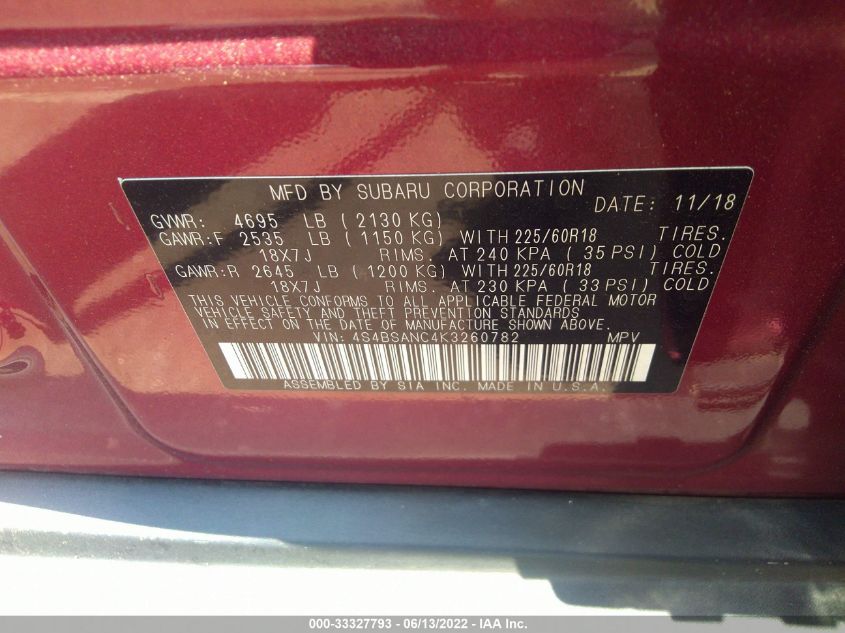 MFD BY SUBARU CORPORATION DATE: 11/18
GVWR: 4695 LB ( 2130 KG)
GAWR:F 2535 LB ( 1150 KG) WITH 225/60R18 TIRES.
18X7J RIMS. AT 240 KPA ( 35 PSI) COLD
GAWR:R 2645 LB ( 1200 KG) WITH 225/60R18 TIRES.
18X7J RIMS. AT 230 KPA ( 33 PSI) COLD
THIS VEHICLE CONFORMS TO ALL APPLICABLE FEDERAL MOTOR
VEHICLE SAFETY AND THEFT PREVENTION STANDARDS
IN EFFECT ON THE DATE OF MANUFACTURE SHOWN ABOVE.
VIN: 4S4BSANC4K3260782 MPV
ASSEMBLED BY SIA INC. MADE IN U.S.A.
000-33327793 - 06/13/2022 - IAA Inc.